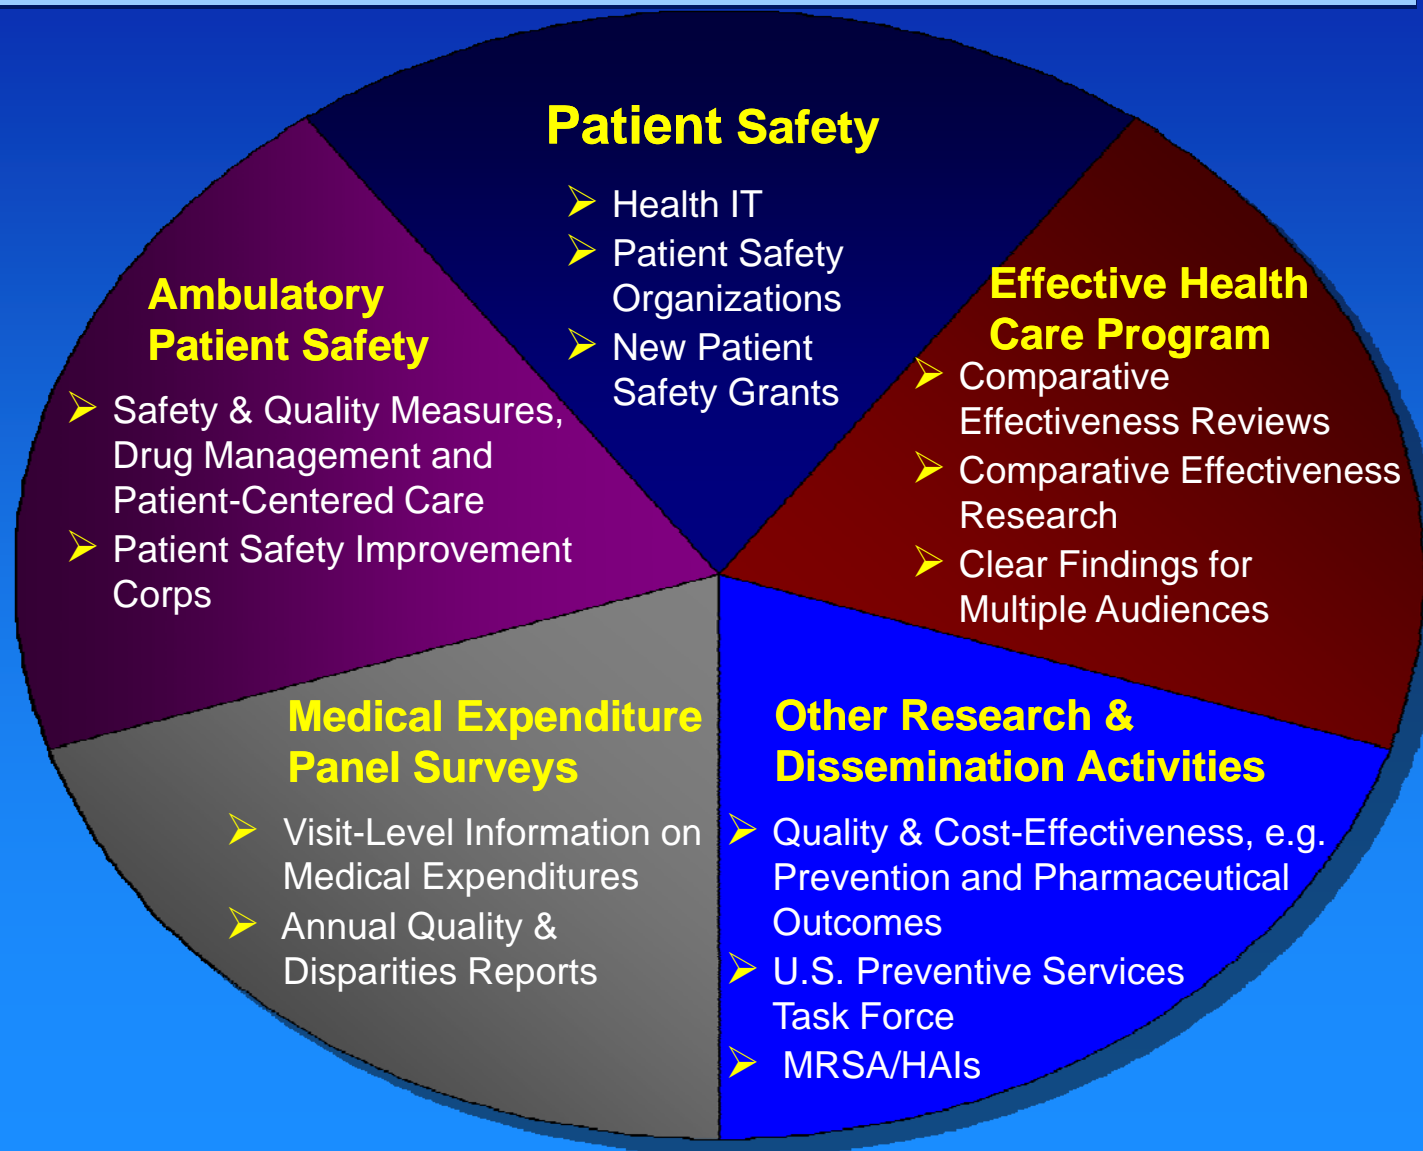 Patient Safety
➢ Health IT
➢ Patient Safety
Organizations
➢ New Patient
Safety Grants
Effective Health
Care Program
➢ Comparative
Effectiveness Reviews
➢ Comparative Effectiveness
Research
➢ Clear Findings for
Multiple Audiences
Ambulatory
Patient Safety
➢ Safety & Quality Measures,
Drug Management and
Patient-Centered Care
➢ Patient Safety Improvement
Corps
Medical Expenditure
Panel Surveys
➢ Visit-Level Information on
Medical Expenditures
➢ Annual Quality &
Disparities Reports
Other Research &
Dissemination Activities
➢ Quality & Cost-Effectiveness, e.g.
Prevention and Pharmaceutical
Outcomes
➢ U.S. Preventive Services
Task Force
➢ MRSA/HAIs